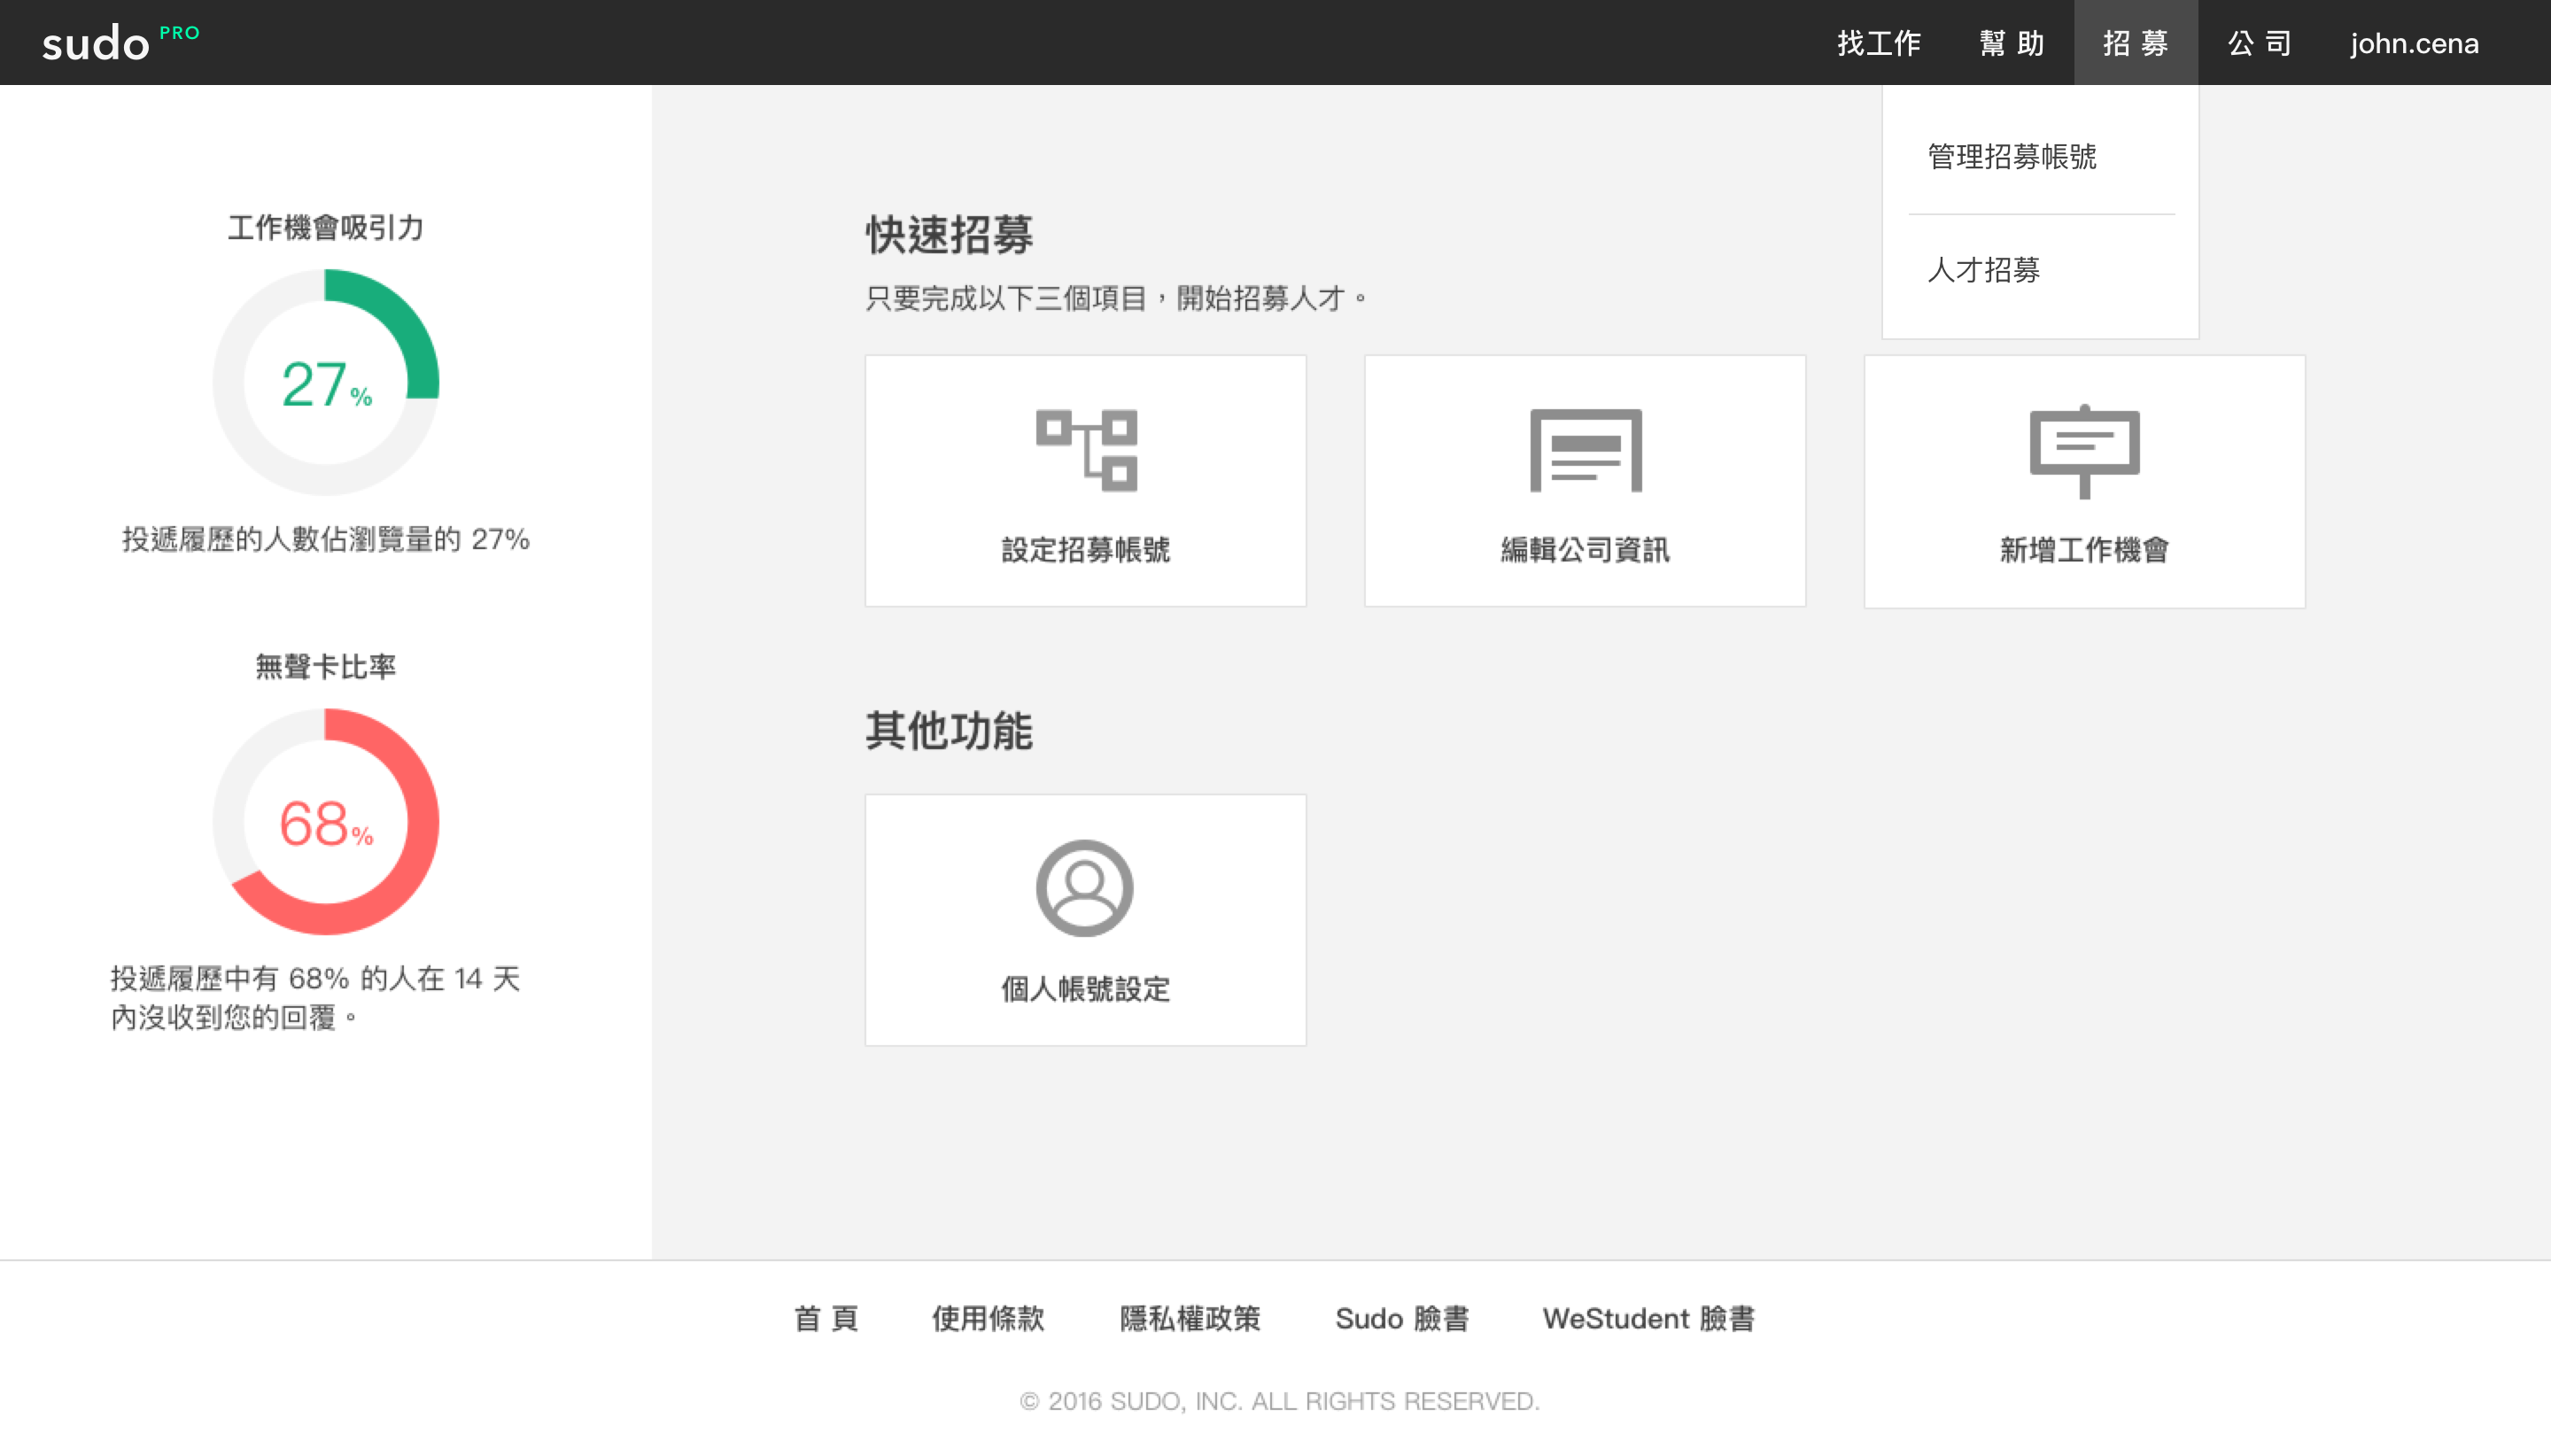 sudo PRO
找工作
幫 助
招 募
公 司
john.cena
管理招募帳號
人才招募
工作機會吸引力
27%
投遞履歷的人數佔瀏覽量的 27%
無聲卡比率
68%
投遞履歷中有 68% 的人在 14 天
內沒收到您的回覆。
快速招募
只要完成以下三個項目，開始招募人才。
設定招募帳號
編輯公司資訊
新增工作機會
其他功能
個人帳號設定
首 頁
使用條款
隱私權政策
Sudo 臉書
WeStudent 臉書
© 2016 SUDO, INC. ALL RIGHTS RESERVED.